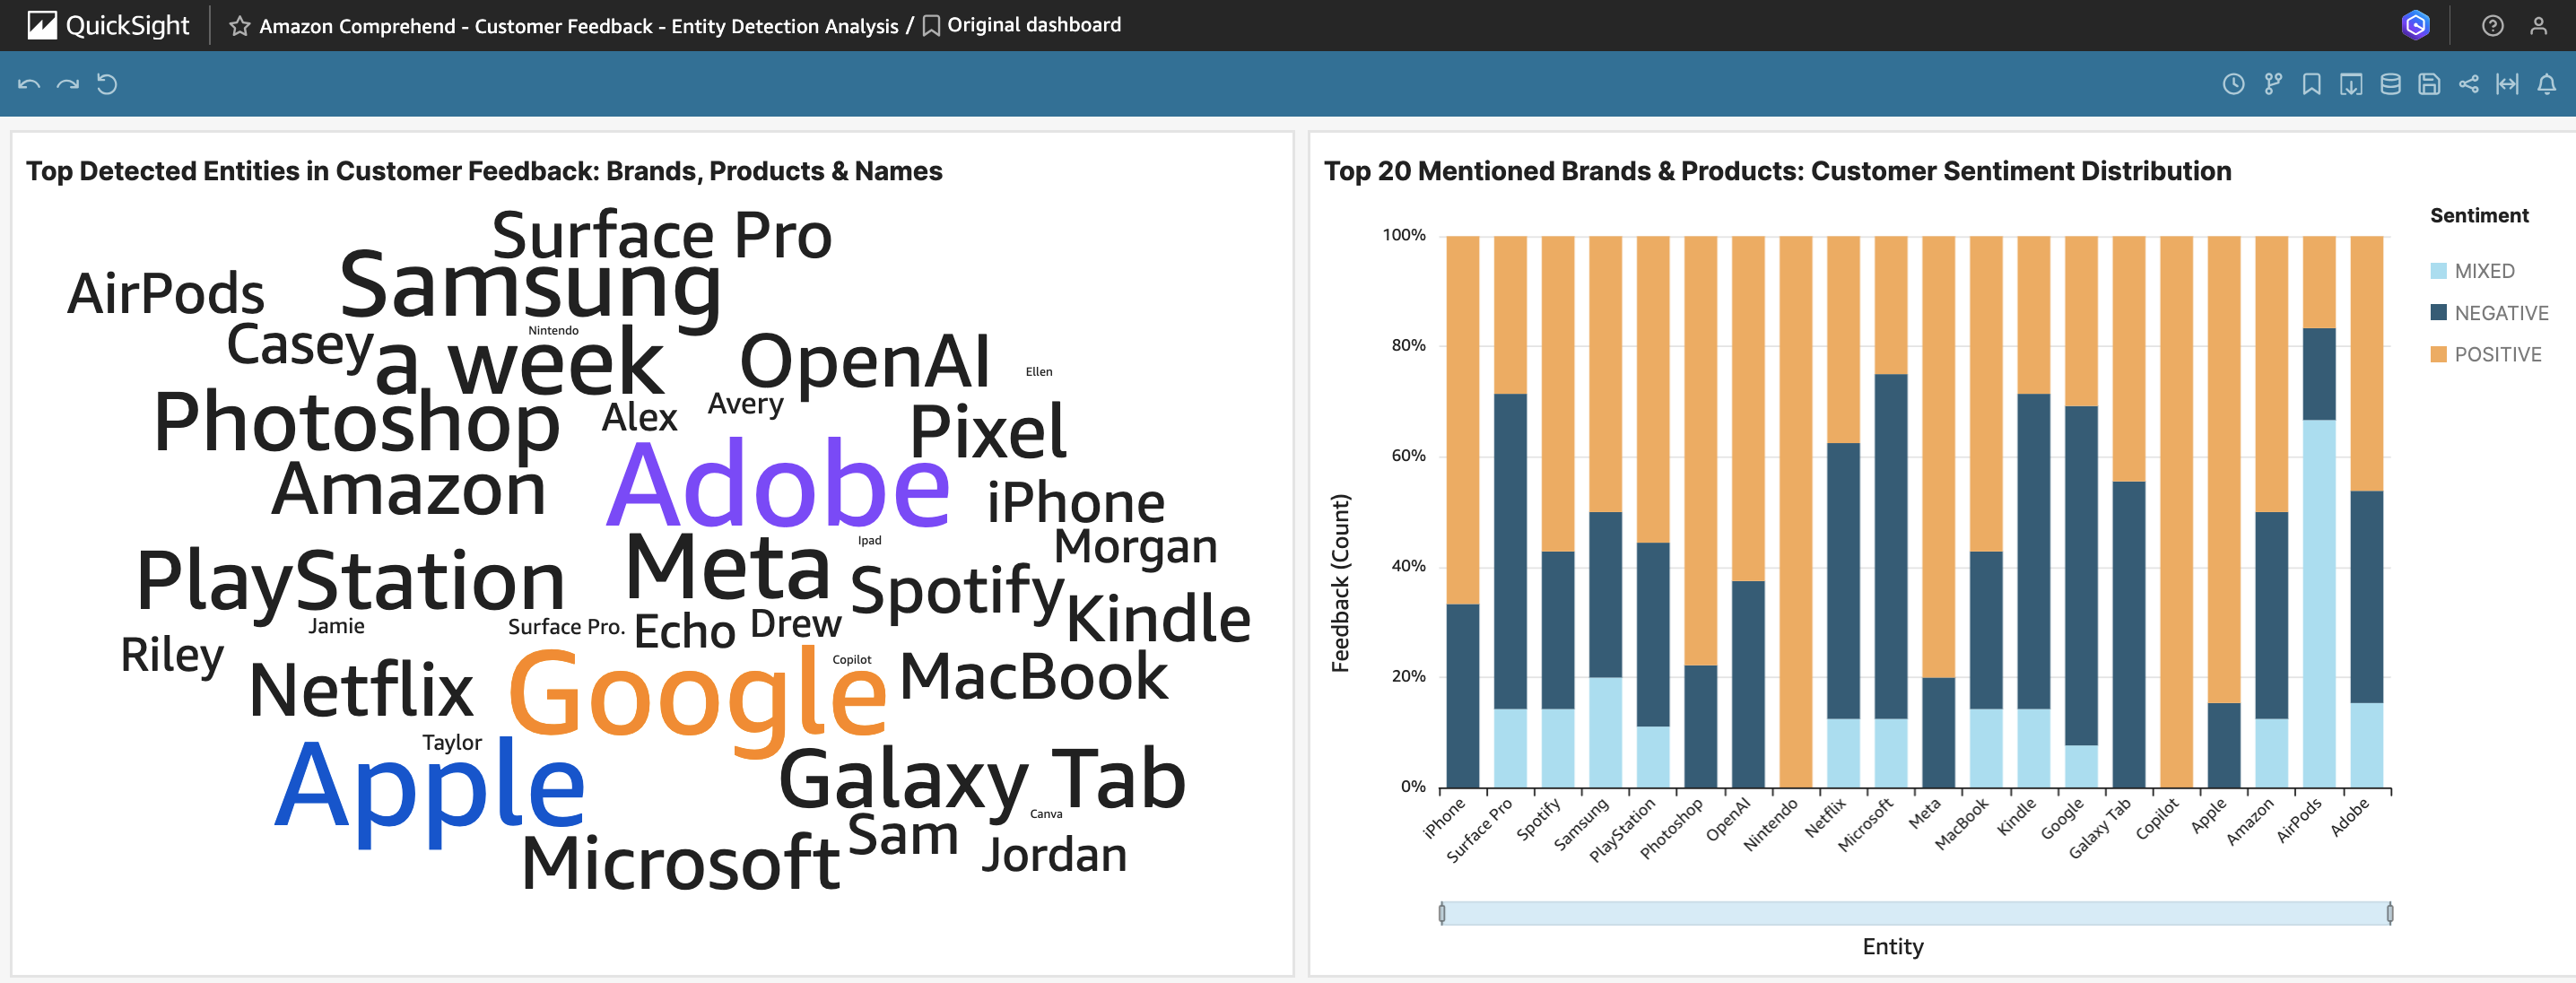 QuickSight
Amazon Comprehend - Customer Feedback - Entity Detection Analysis / Original dashboard
Top Detected Entities in Customer Feedback: Brands, Products & Names
Surface Pro
Samsung
AirPods
Nintendo
Casey
a week
OpenAI
Ellen
Photoshop
Alex
Avery
Pixel
Amazon
Adobe
iPhone
Ipad
Morgan
PlayStation
Meta
Spotify
Kindle
Jamie
Surface Pro.
Echo
Drew
Riley
Netflix
Google
Copilot
MacBook
Taylor
Apple
Galaxy Tab
Canva
Sam
Microsoft
Jordan
Top 20 Mentioned Brands & Products: Customer Sentiment Distribution
Sentiment
MIXED
NEGATIVE
POSITIVE
100%
80%
60%
40%
20%
0%
Feedback (Count)
iPhone
Surface Pro
Spotify
Samsung
PlayStation
Photoshop
OpenAI
Nintendo
Netflix
Microsoft
Meta
MacBook
Kindle
Google
Galaxy Tab
Copilot
Apple
Amazon
AirPods
Adobe
Entity